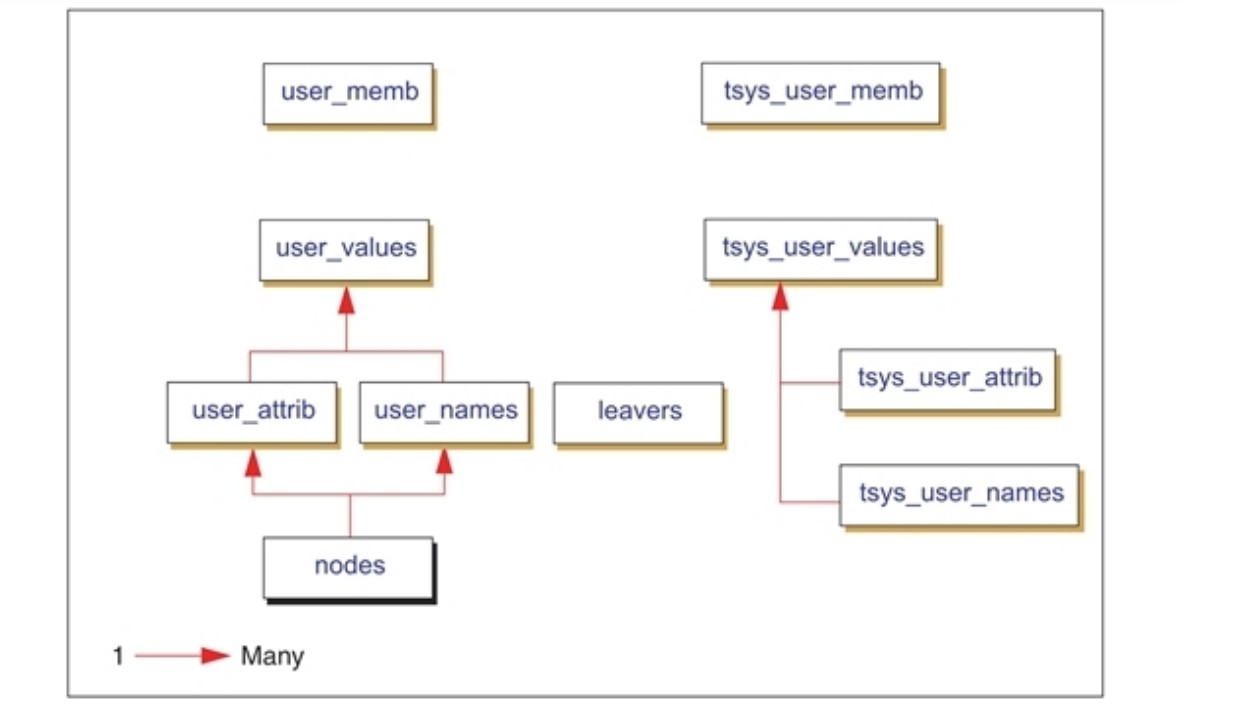 user_memb
tsys_user_memb
user_values
tsys_user_values
tsys_user_attrib
user_attrib
user_names
leavers
tsys_user_names
nodes
1
Many